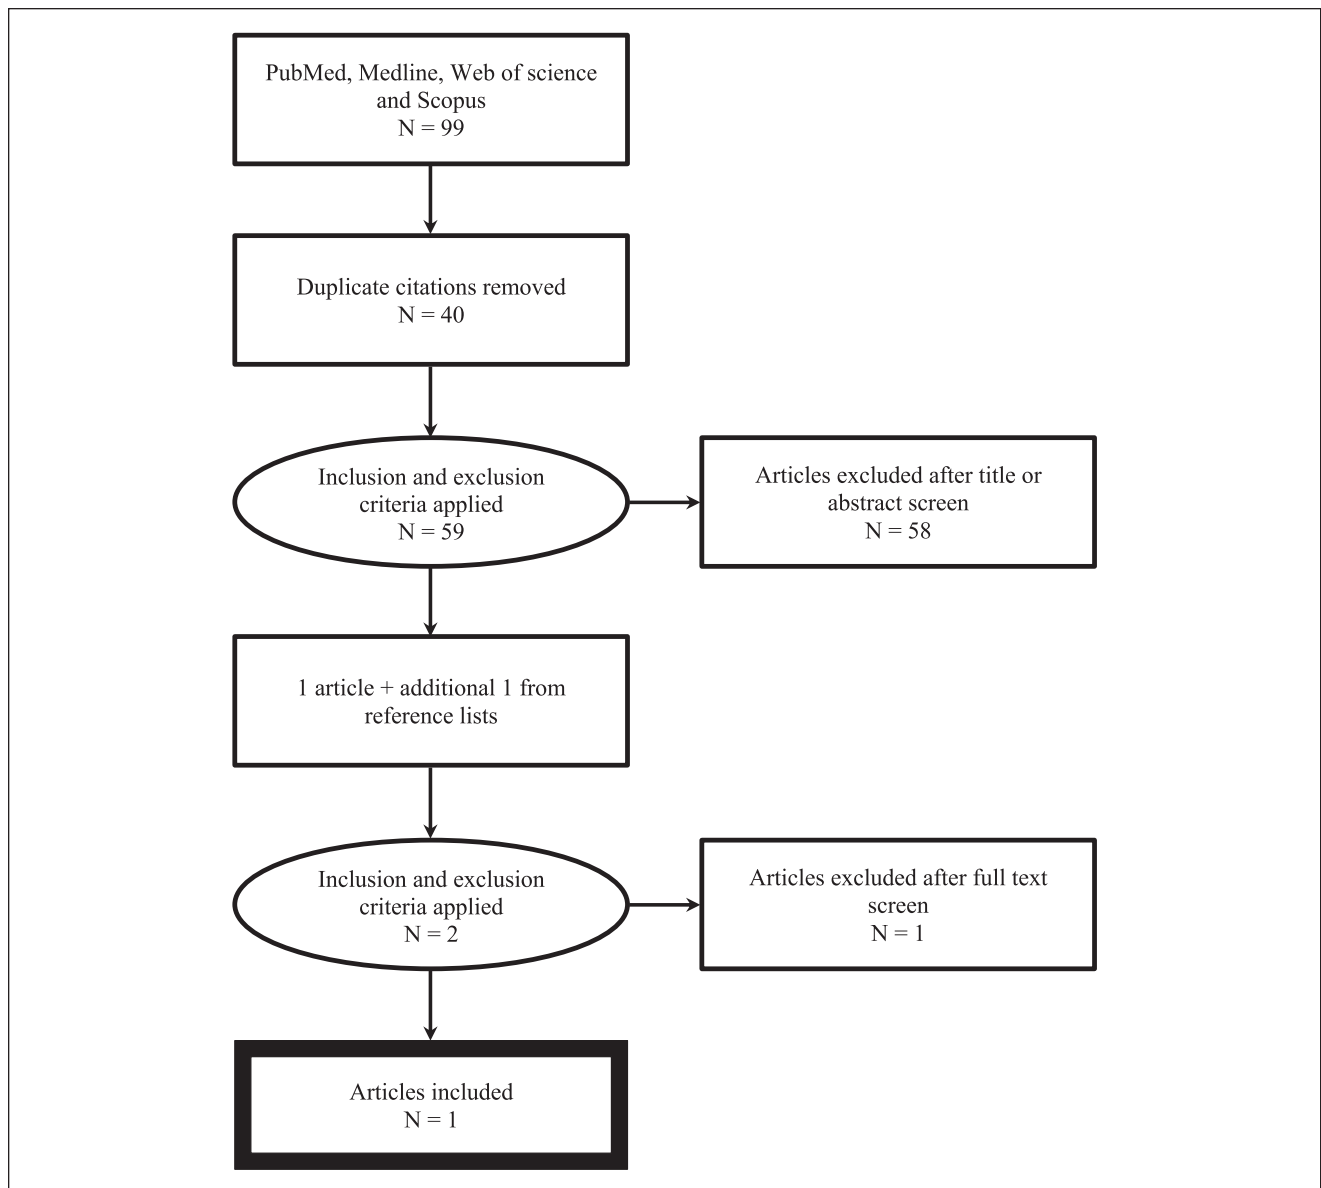 PubMed, Medline, Web of science
and Scopus
N = 99
Duplicate citations removed
N = 40
Inclusion and exclusion
criteria applied
N = 59
Articles excluded after title or
abstract screen
N = 58
1 article + additional 1 from
reference lists
Inclusion and exclusion
criteria applied
N = 2
Articles excluded after full text
screen
N = 1
Articles included
N = 1